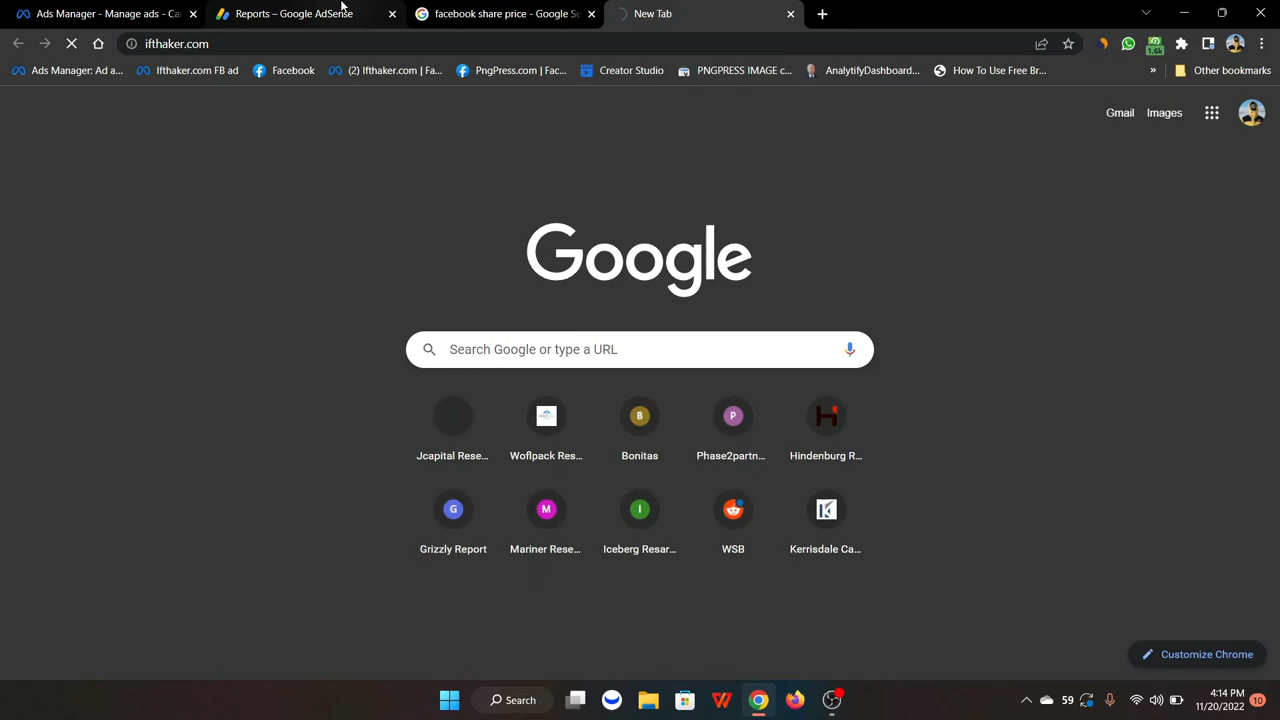 Ads Manager - Manage ads - Ca
Reports – Google AdSense
facebook share price - Google Se
New Tab
ifthaker.com
1.6k
Ads Manager: Ad a...
Ifthaker.com FB ad
Facebook
(2) Ifthaker.com | Fa...
PngPress.com | Fac...
Creator Studio
PNGPRESS IMAGE c...
AnalytifyDashboard...
How To Use Free Br...
»
Other bookmarks
Gmail
Images
Google
Search Google or type a URL
B
P
Jcapital Rese...
Woflpack Res...
Bonitas
Phase2partn...
Hindenburg R...
G
M
I
Grizzly Report
Mariner Rese...
Iceberg Resar...
WSB
Kerrisdale Ca...
Customize Chrome
Search
59
4:14 PM
11/20/2022
10